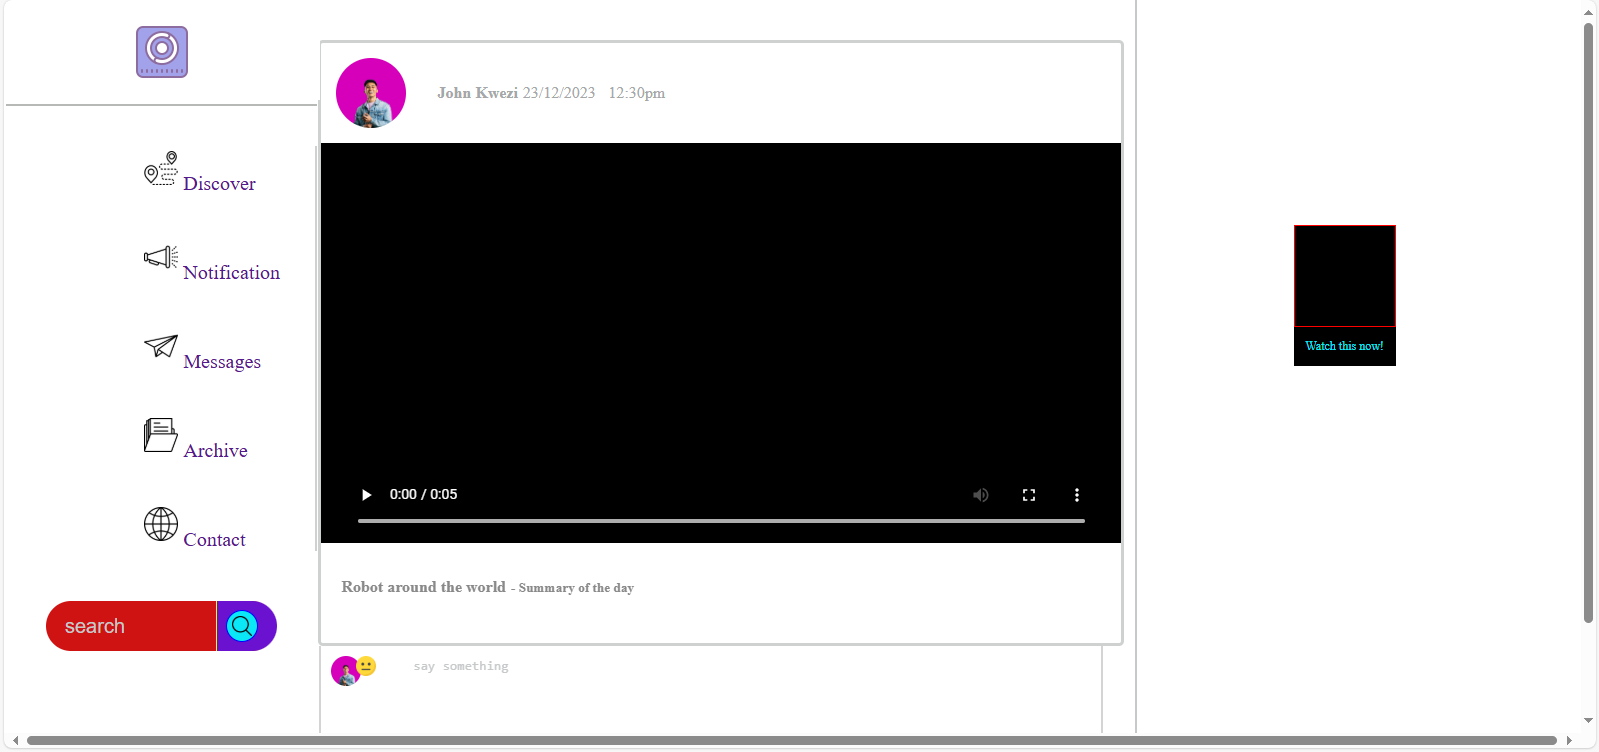 John Kwezi 23/12/2023 12:30pm
Discover
Notification
Messages
Archive
Contact
search
0:00 / 0:05
Robot around the world - Summary of the day
say something
Watch this now!